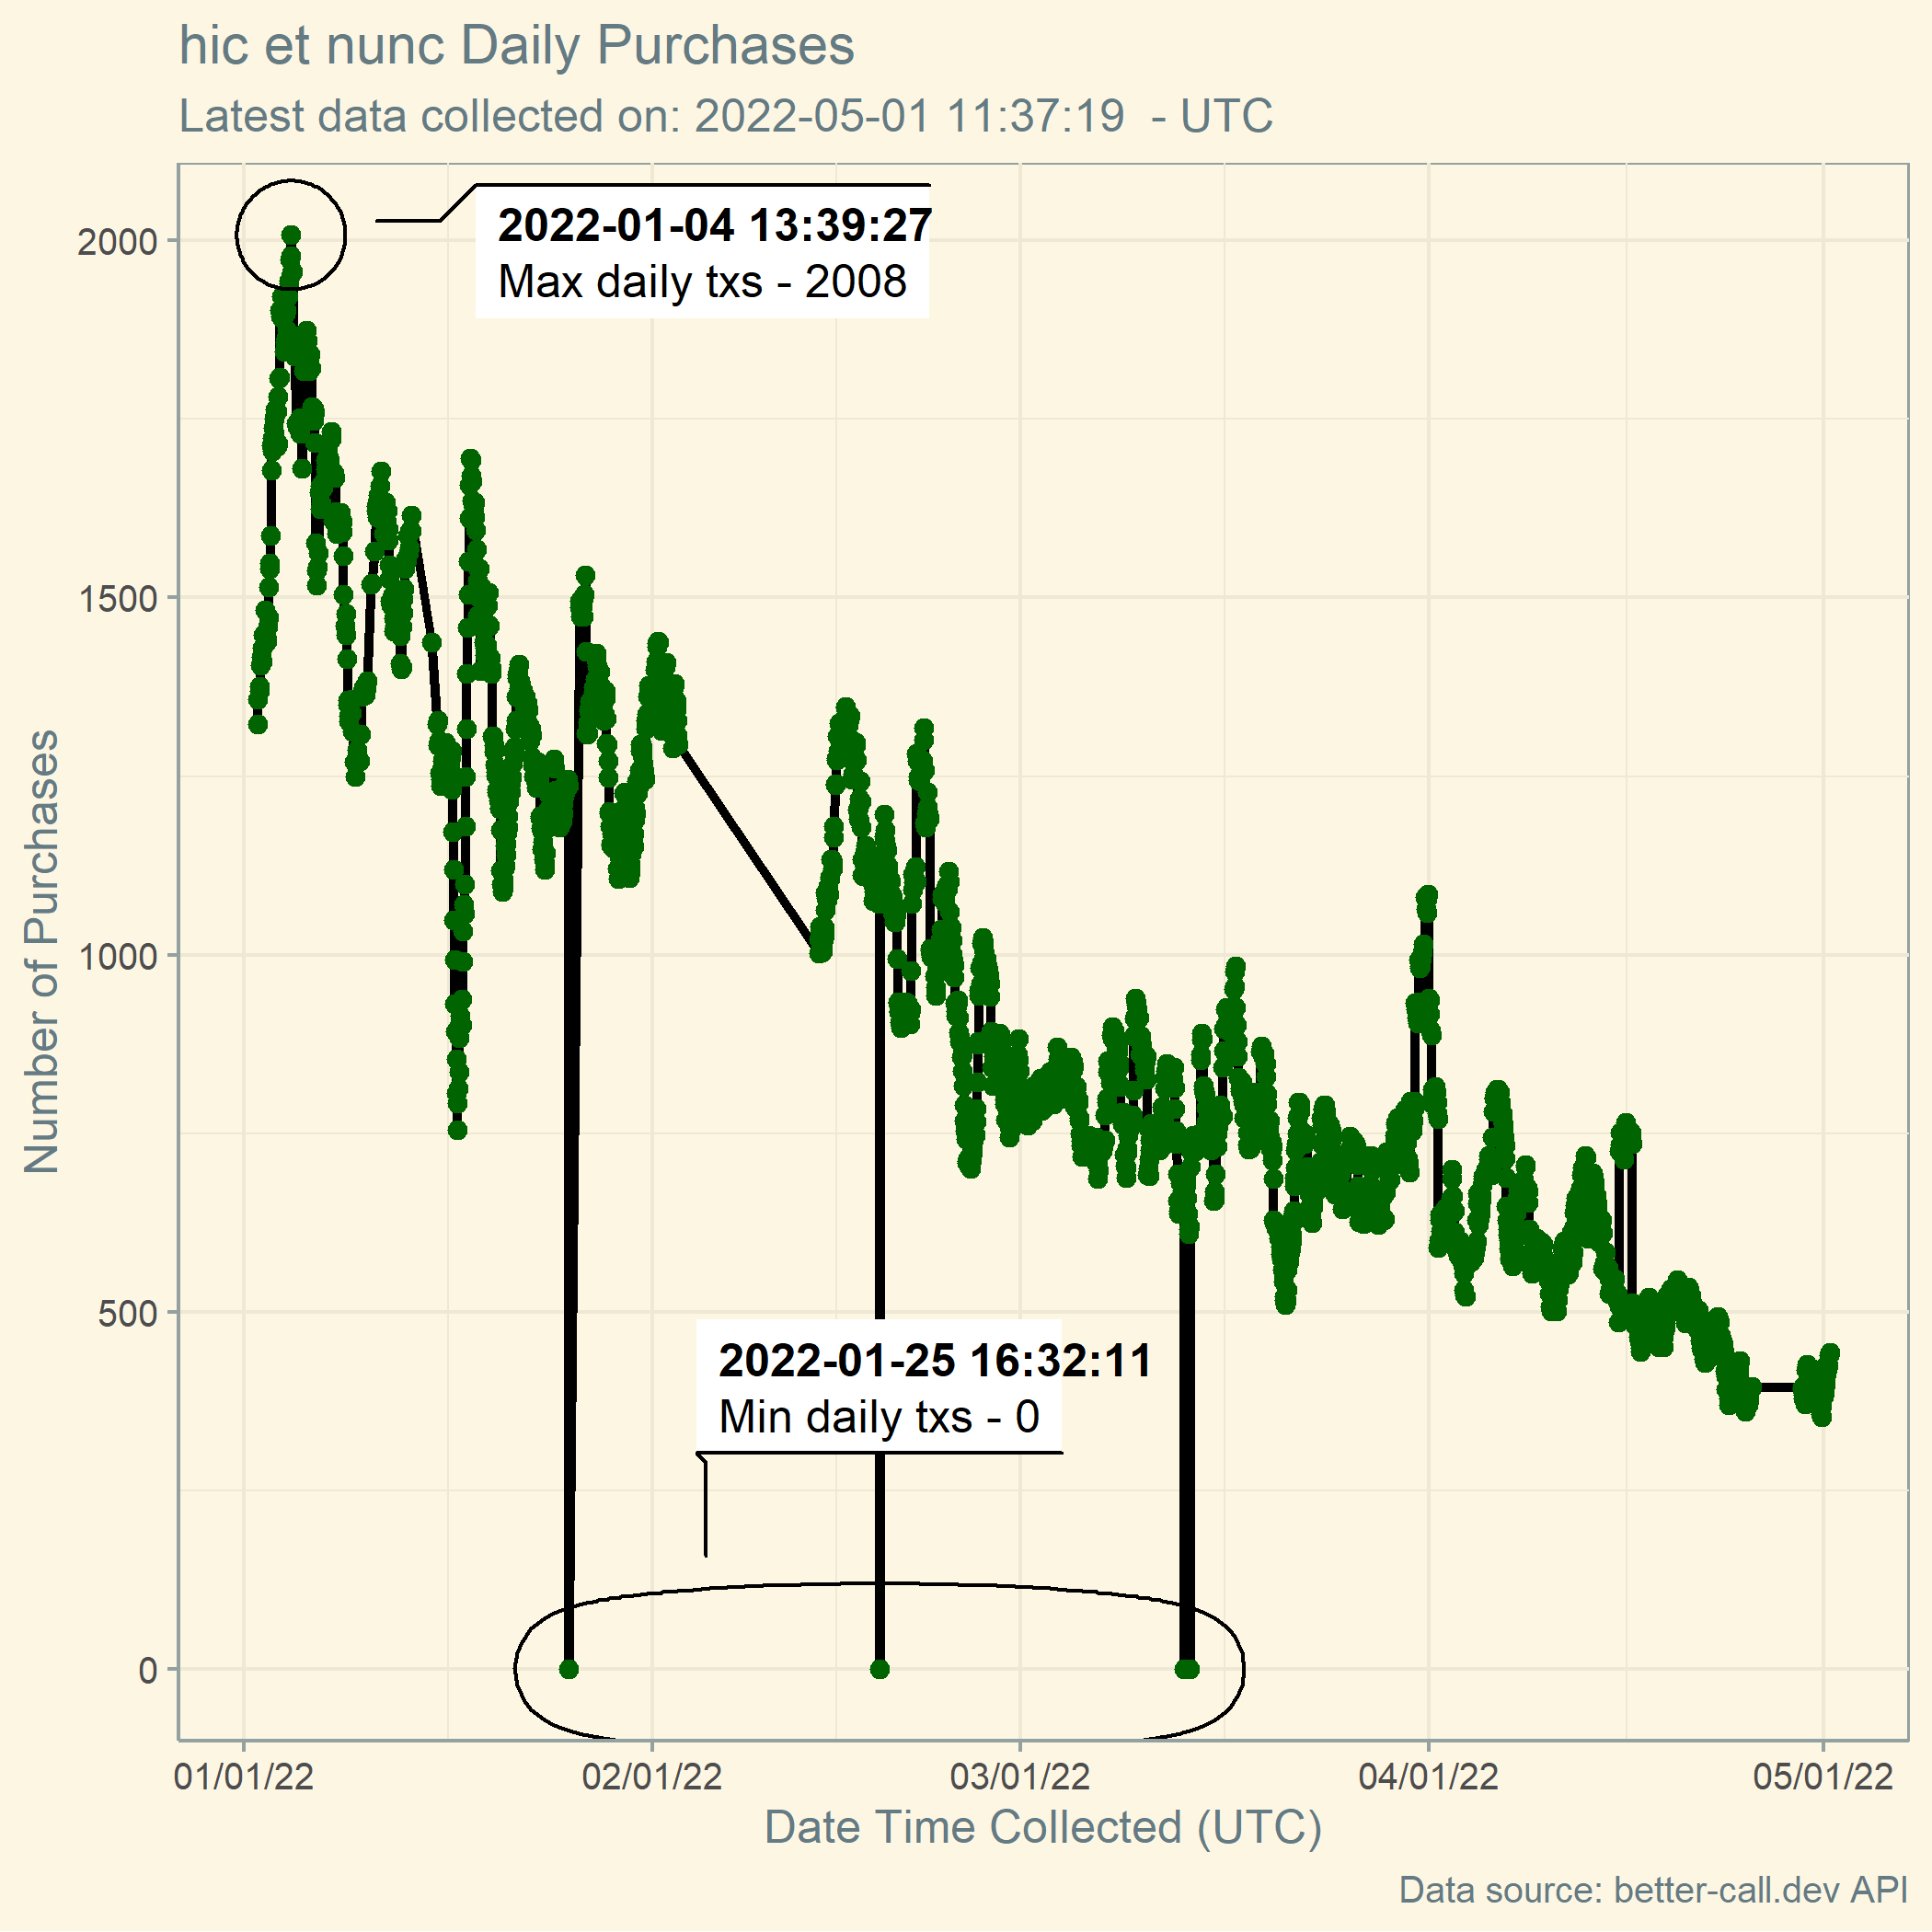 hic et nunc Daily Purchases
Latest data collected on: 2022-05-01 11:37:19  - UTC
2022-01-04 13:39:27
Max daily txs - 2008
2000
1500
1000
500
0
Number of Purchases
2022-01-25 16:32:11
Min daily txs - 0
01/01/22 02/01/22 03/01/22 04/01/22 05/01/22
Date Time Collected (UTC)
Data source: better-call.dev API